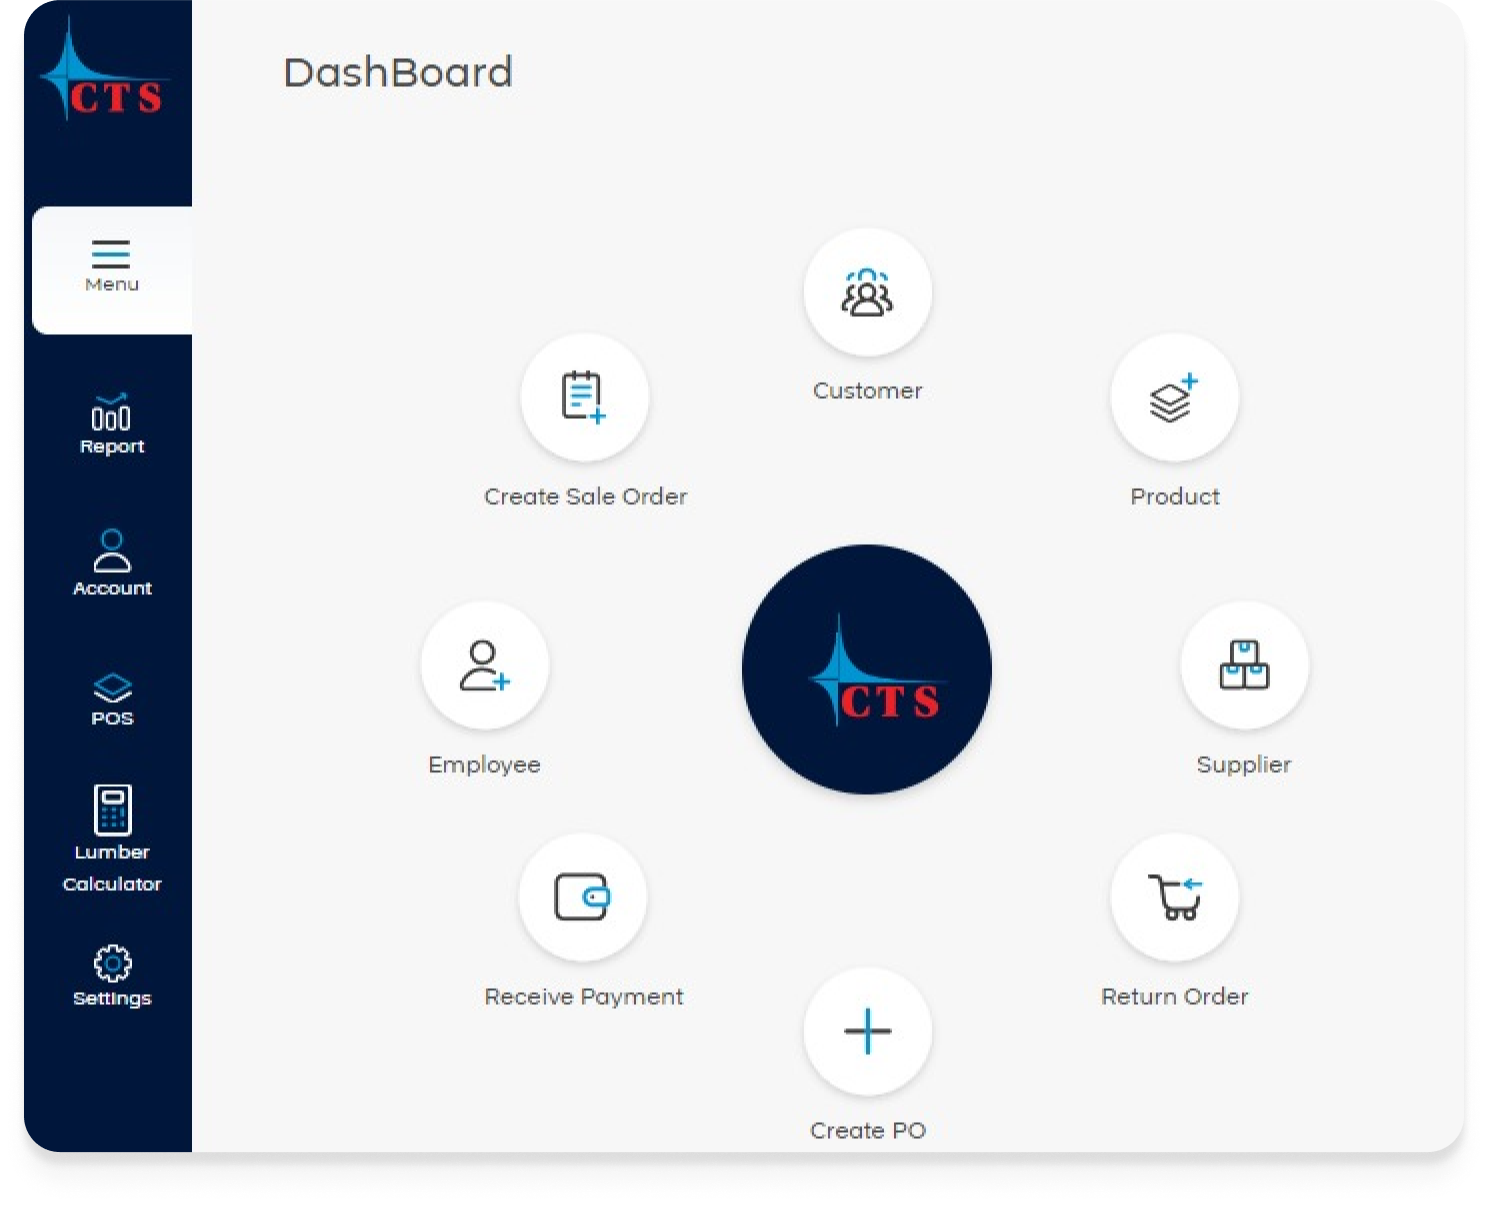 CTS
DashBoard
Menu
Report
Account
POS
Lumber
Calculator
Settings
Customer
Create Sale Order
Product
Employee
CTS
Supplier
Receive Payment
Return Order
Create PO